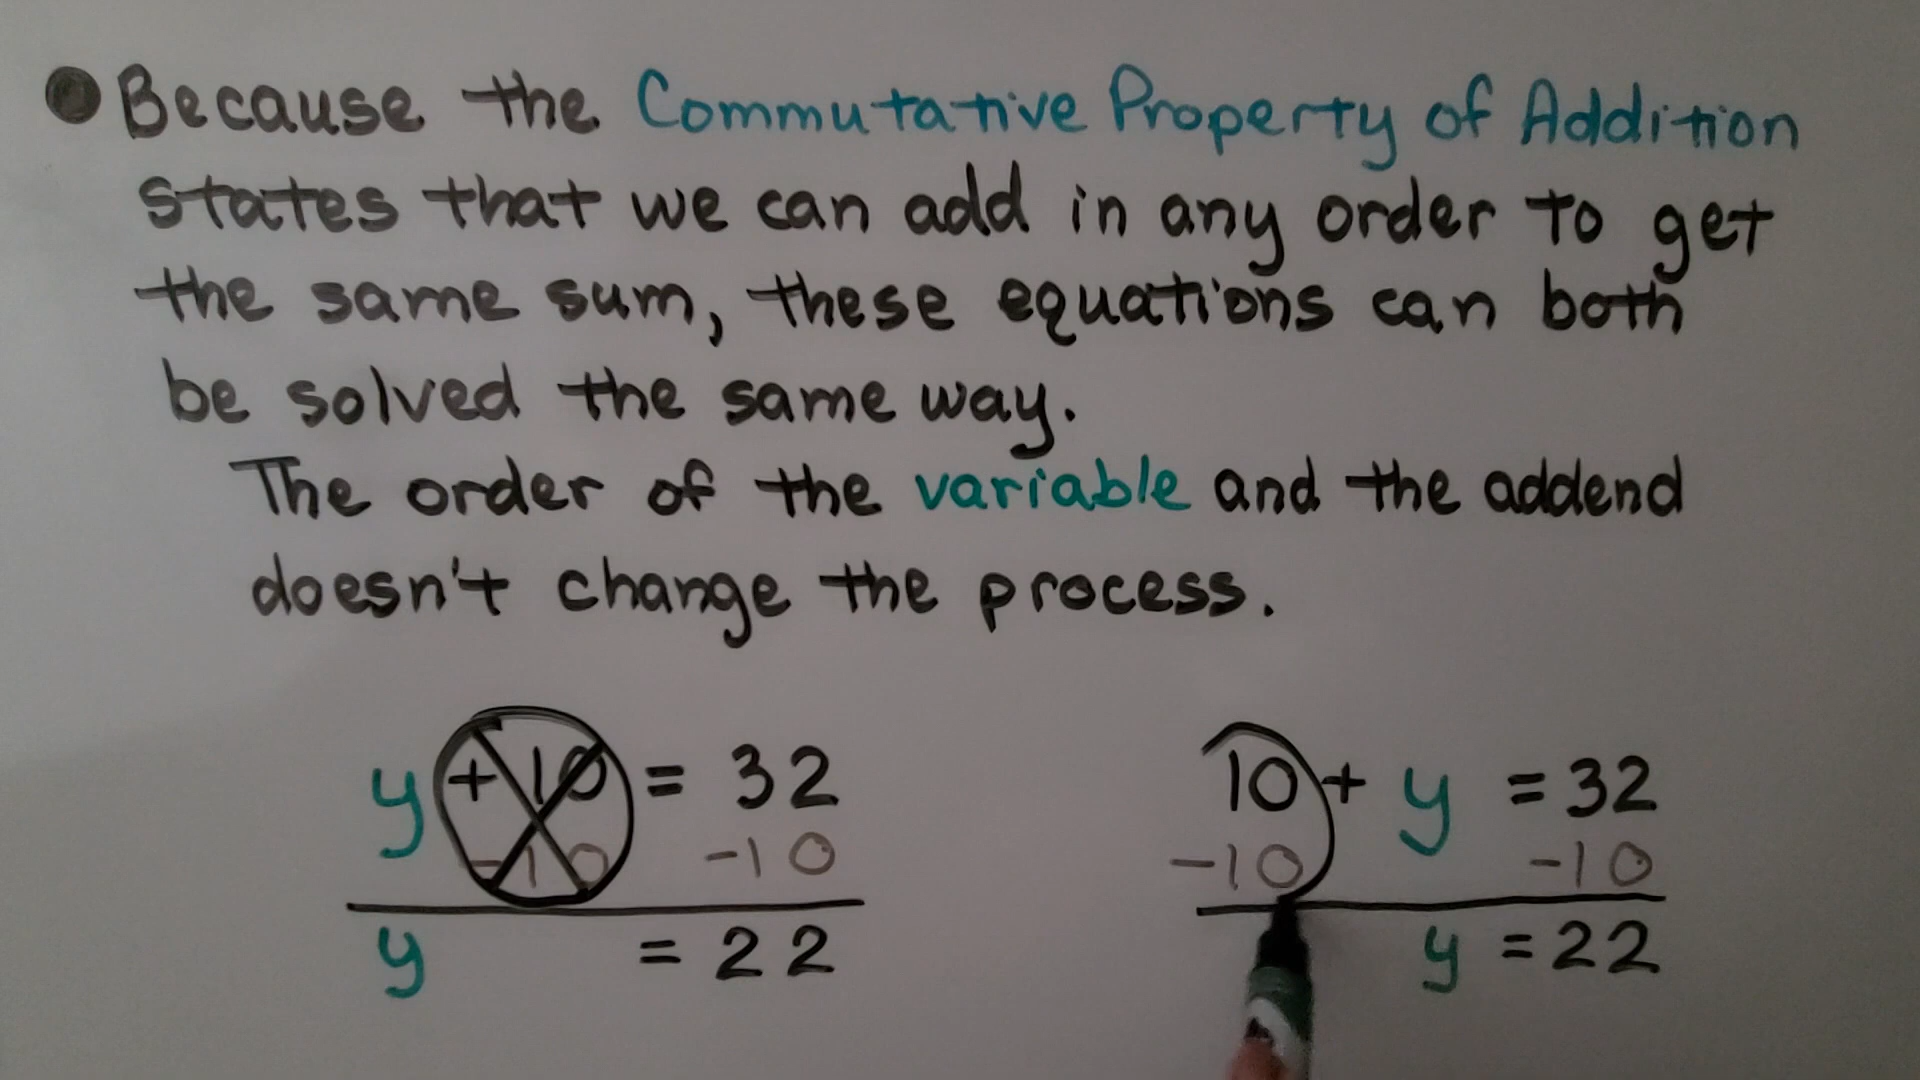 Because the Commutative Property of Addition
states that we can add in any order to get
the same sum, these equations can both
be solved the same way.
The order of the variable and the addend
doesn't change the process.
y + 10 = 32
-10 -10
y = 22
10 + y = 32
-10 -10
y = 22